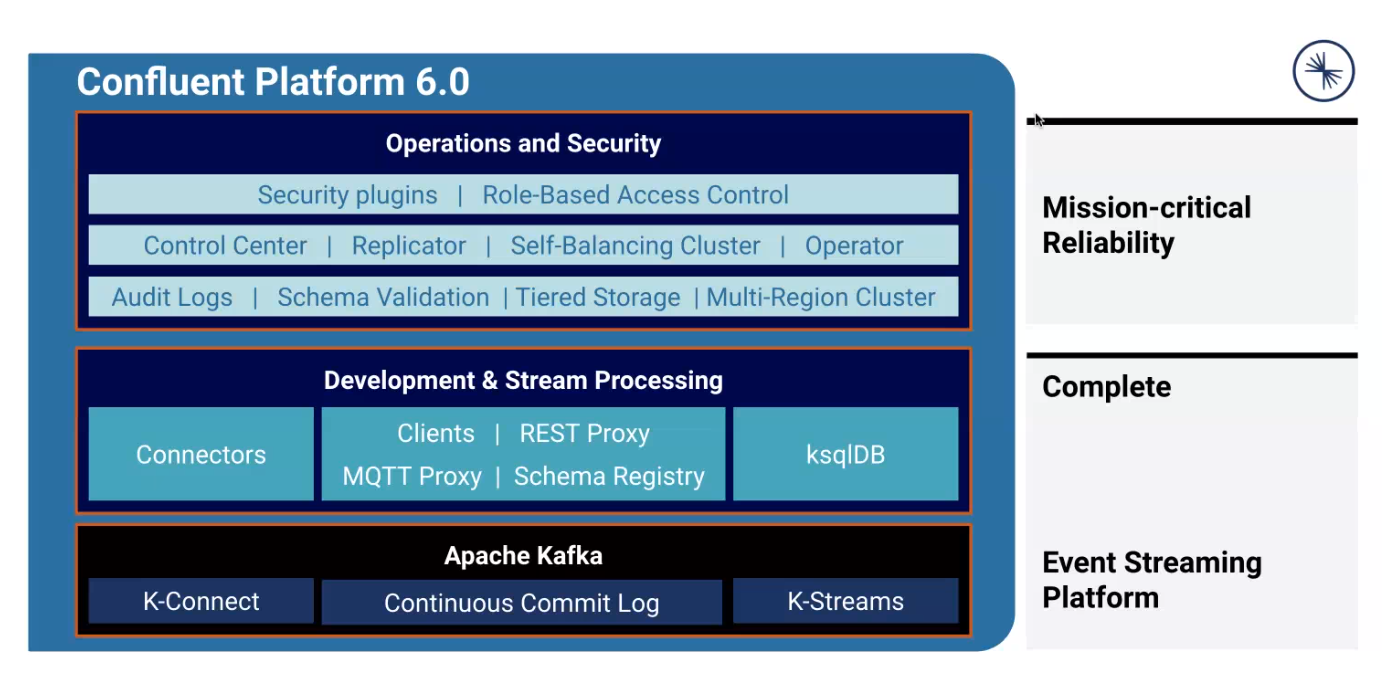 Confluent Platform 6.0
Operations and Security
Security plugins | Role-Based Access Control
Control Center | Replicator | Self-Balancing Cluster | Operator
Audit Logs | Schema Validation | Tiered Storage | Multi-Region Cluster
Mission-critical
Reliability
Development & Stream Processing
Connectors
Clients | REST Proxy
MQTT Proxy | Schema Registry
ksqlDB
Complete
Apache Kafka
K-Connect
Continuous Commit Log
K-Streams
Event Streaming
Platform